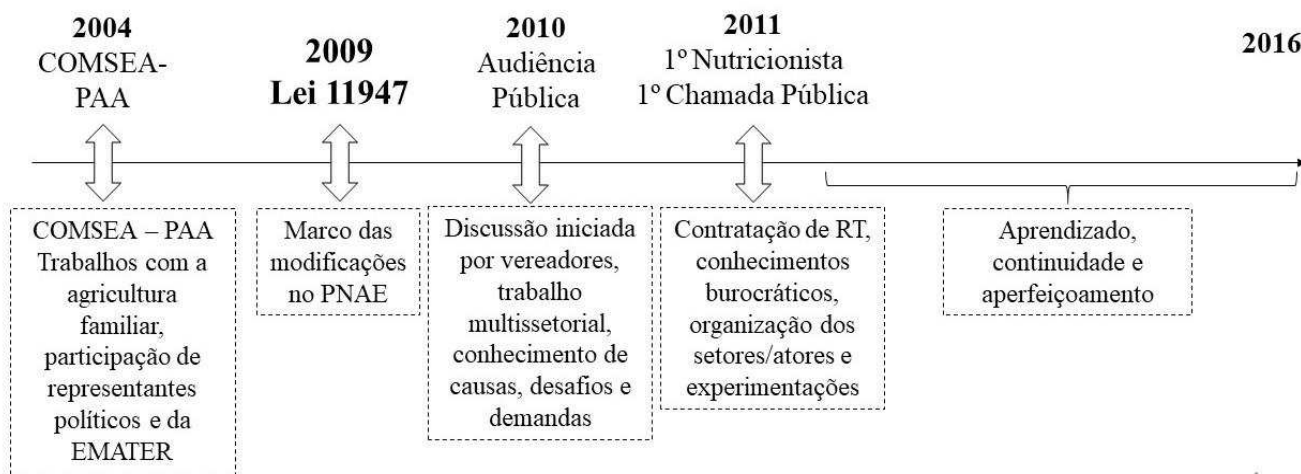 2004
COMSEA-
PAA
2009
Lei 11947
2010
Audiência
Pública
2011
1º Nutricionista
1º Chamada Pública
2016
COMSEA – PAA
Trabalhos com a
agricultura
familiar,
participação de
representantes
políticos e da
EMATER
Marco das
modificações
no PNAE
Discussão iniciada
por vereadores,
trabalho
multissetorial,
conhecimento de
causas, desafios e
demandas
Contratação de RT,
conhecimentos
burocráticos,
organização dos
setores/atores e
experimentações
Aprendizado,
continuidade e
aperfeiçoamento